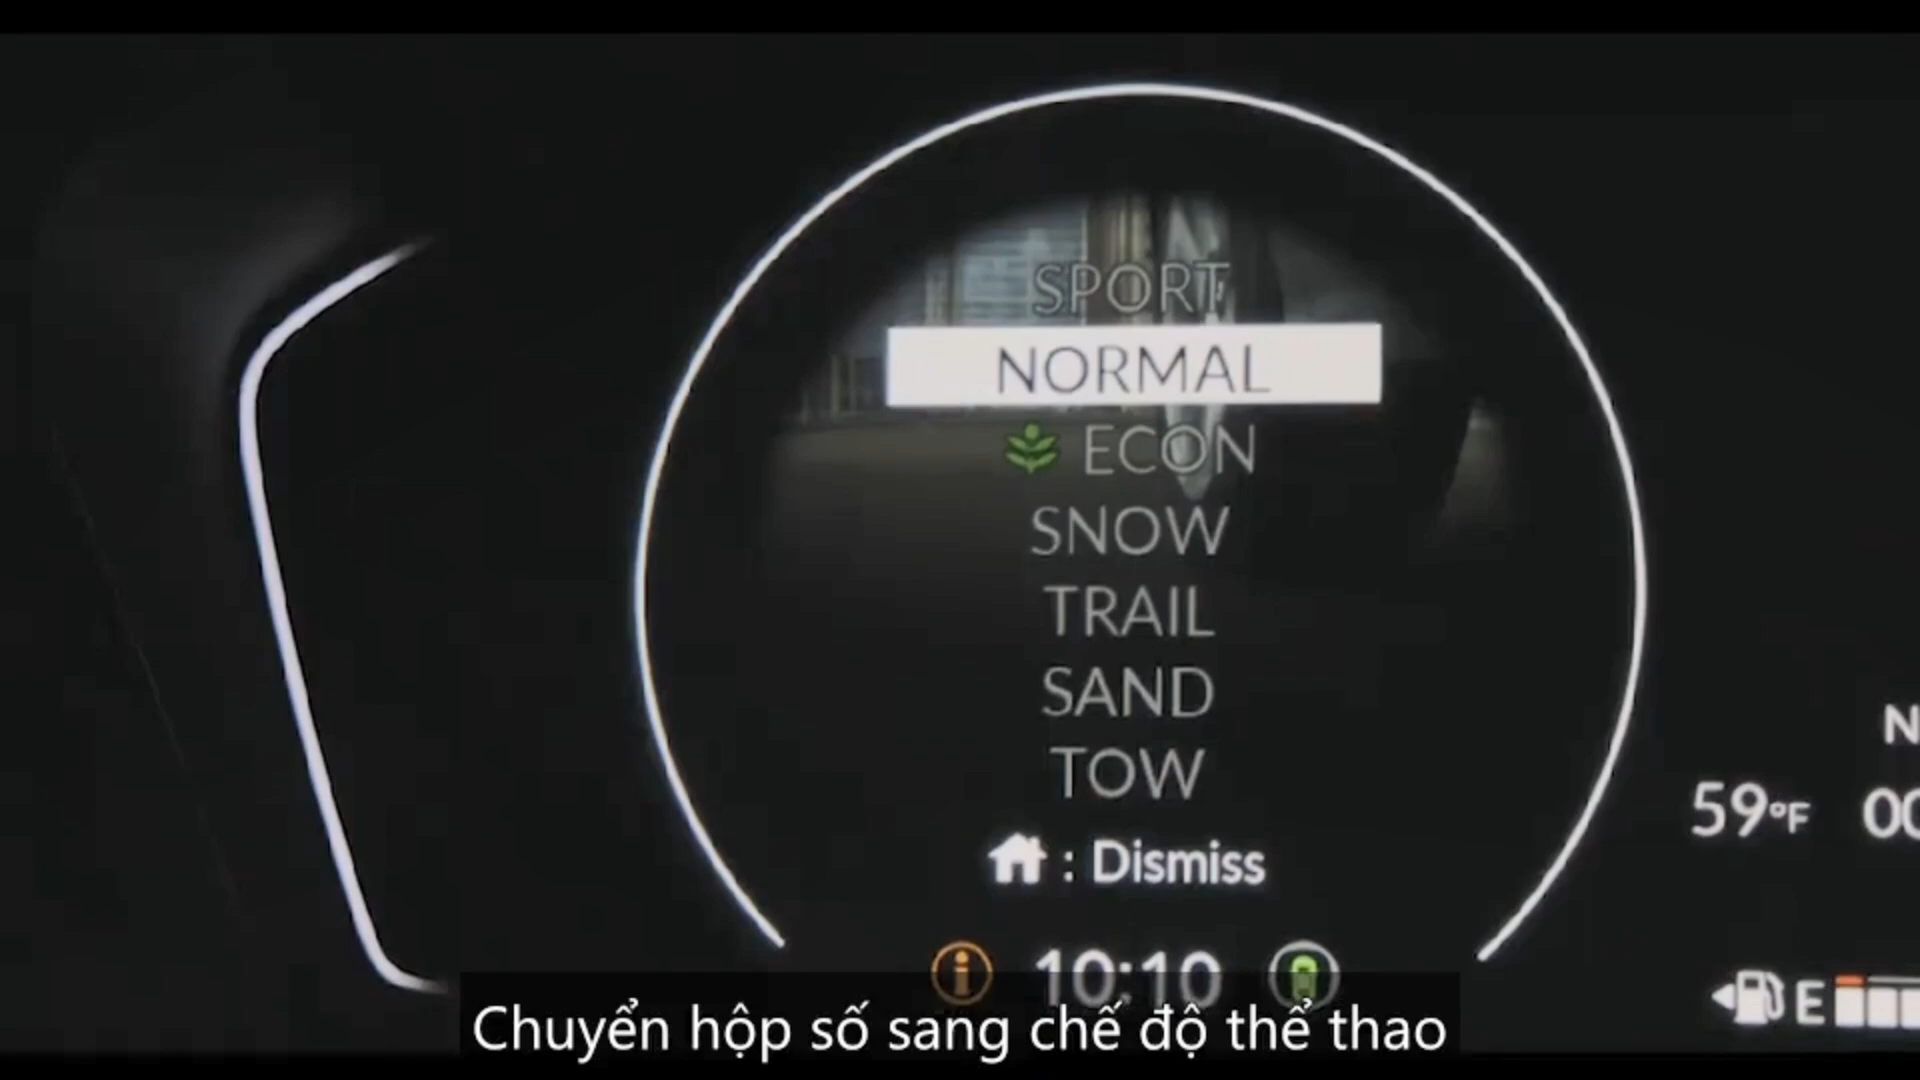 SPORT
NORMAL
ECON
SNOW
TRAIL
SAND
TOW
: Dismiss
N
59°F 00
10:10
E
Chuyển hộp số sang chế độ thể thao